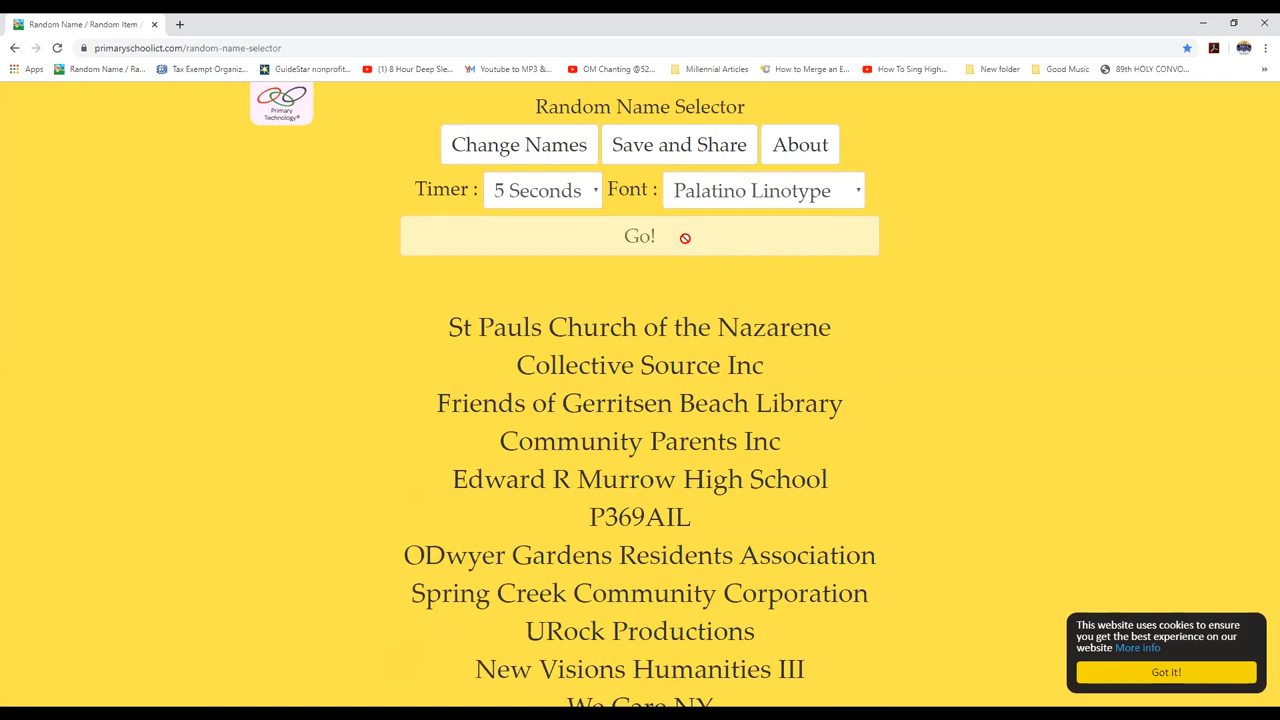 Random Name / Random Item /
primaryschoolict.com/random-name-selector
Apps
Random Name / Ra...
Tax Exempt Organiz...
GuideStar nonprofit...
(1) 8 Hour Deep Sle...
Youtube to MP3 &...
OM Chanting @52...
Millennial Articles
How to Merge an E...
How To Sing High...
New folder
Good Music
89th HOLY CONVO...
»
Primary
Technology®
Random Name Selector
Change Names
Save and Share
About
Timer : 5 Seconds Font : Palatino Linotype
Go!
St Pauls Church of the Nazarene
Collective Source Inc
Friends of Gerritsen Beach Library
Community Parents Inc
Edward R Murrow High School
P369AIL
ODwyer Gardens Residents Association
Spring Creek Community Corporation
URock Productions
New Visions Humanities III
We Care NY
This website uses cookies to ensure
you get the best experience on our
website More info
Got it!